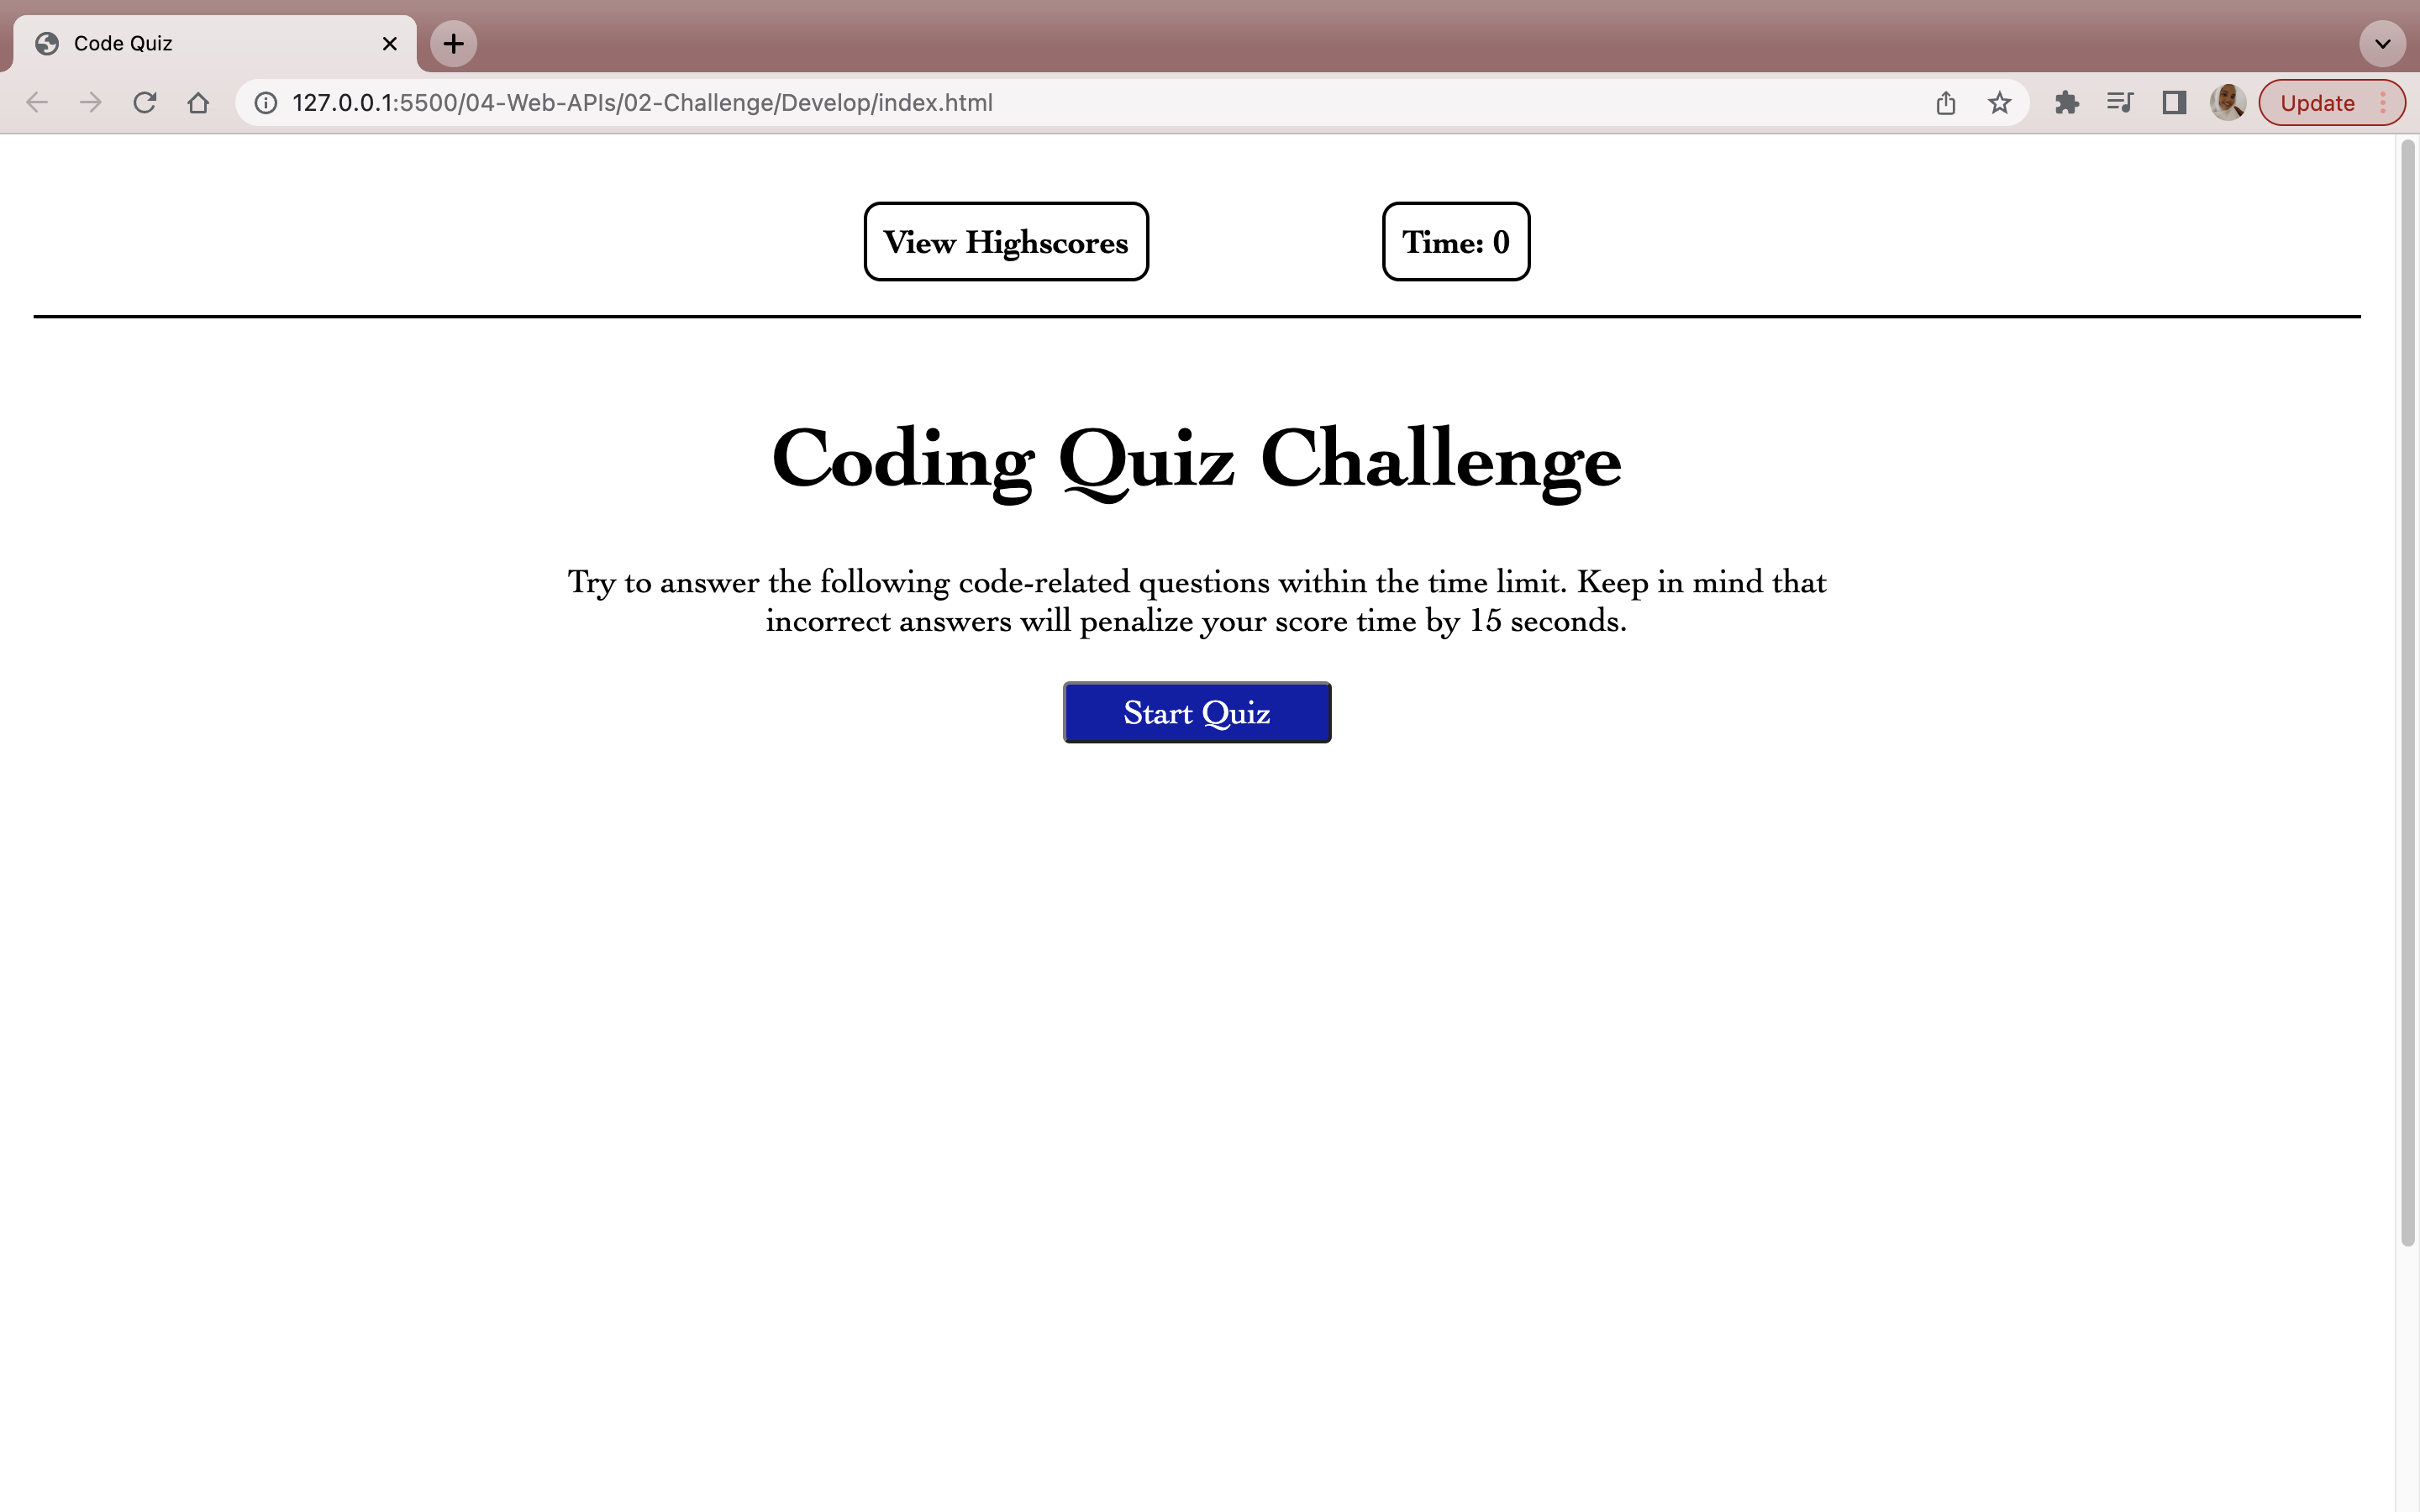 Code Quiz
127.0.0.1:5500/04-Web-APIs/02-Challenge/Develop/index.html
Update
View Highscores
Time: 0
Coding Quiz Challenge
Try to answer the following code-related questions within the time limit. Keep in mind that
incorrect answers will penalize your score time by 15 seconds.
Start Quiz